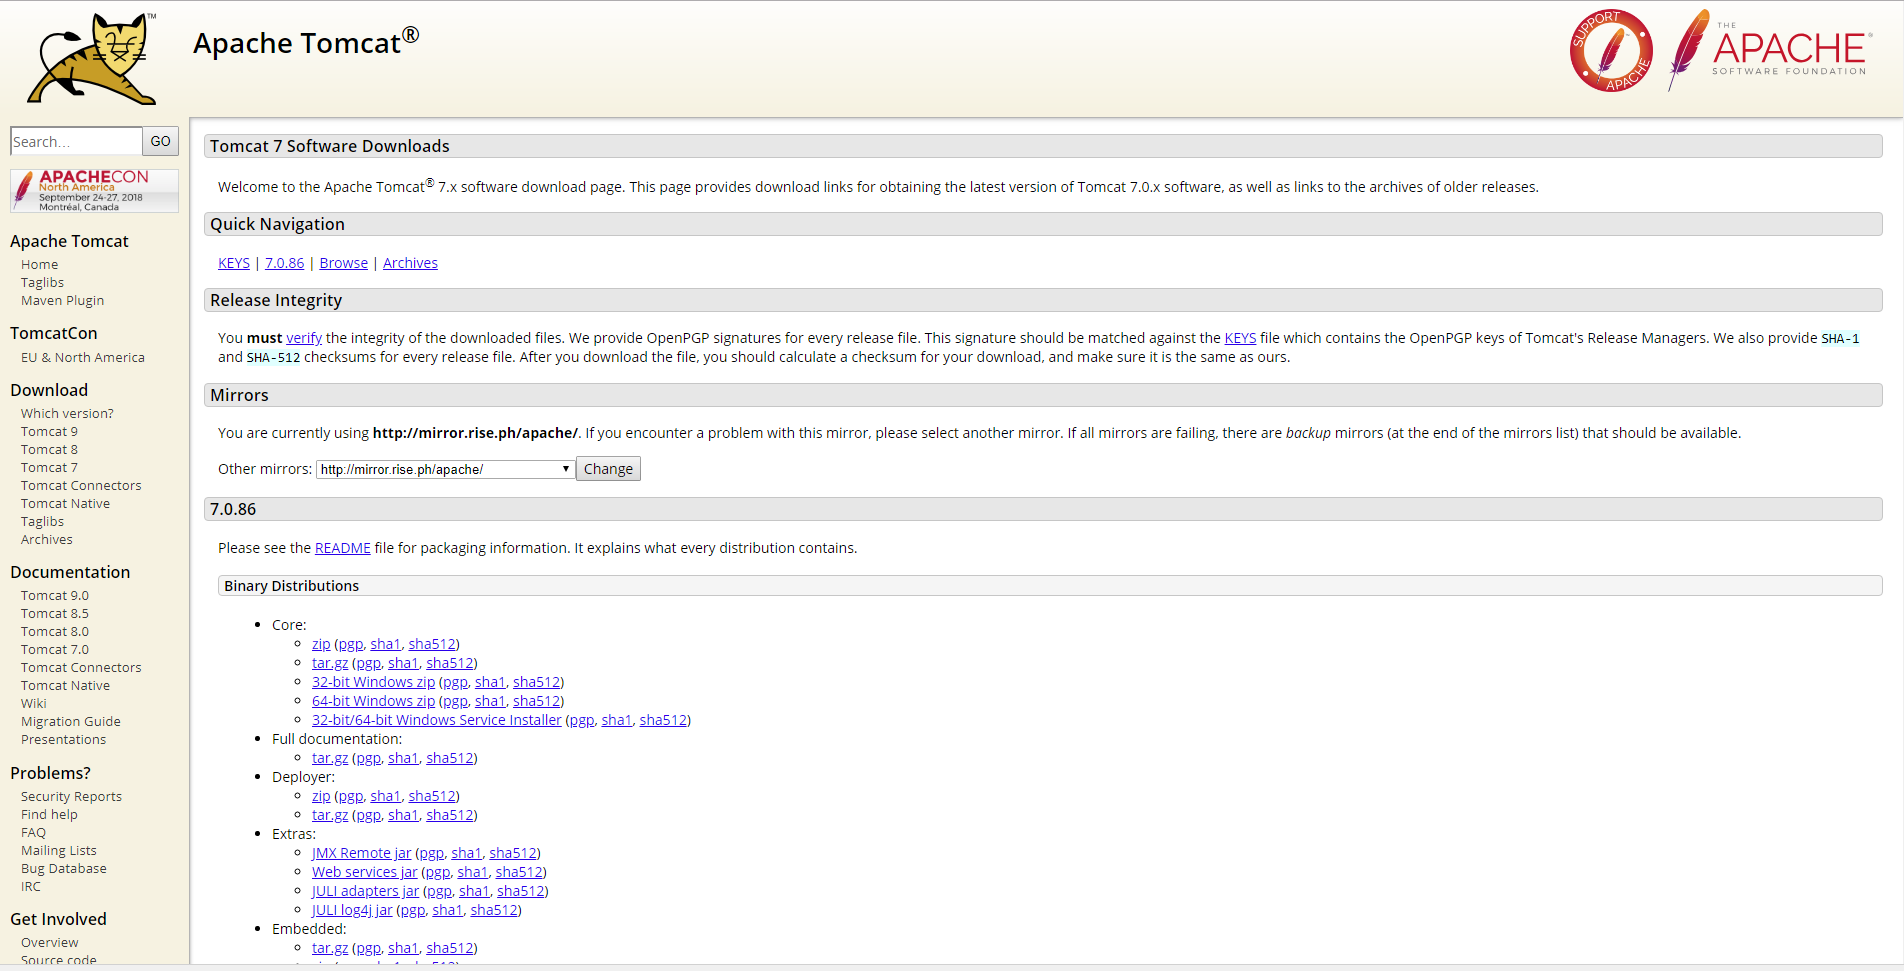 ™
Apache Tomcat®
SUPPORT
APACHE
THE
APACHE®
SOFTWARE FOUNDATION
Search…
GO
APACHECON
North America
September 24-27, 2018
Montréal, Canada
Apache Tomcat
Home
Taglibs
Maven Plugin
TomcatCon
EU & North America
Download
Which version?
Tomcat 9
Tomcat 8
Tomcat 7
Tomcat Connectors
Tomcat Native
Taglibs
Archives
Documentation
Tomcat 9.0
Tomcat 8.5
Tomcat 8.0
Tomcat 7.0
Tomcat Connectors
Tomcat Native
Wiki
Migration Guide
Presentations
Problems?
Security Reports
Find help
FAQ
Mailing Lists
Bug Database
IRC
Get Involved
Overview
Source code
Tomcat 7 Software Downloads
Welcome to the Apache Tomcat® 7.x software download page. This page provides download links for obtaining the latest version of Tomcat 7.0.x software, as well as links to the archives of older releases.
Quick Navigation
KEYS | 7.0.86 | Browse | Archives
Release Integrity
You must verify the integrity of the downloaded files. We provide OpenPGP signatures for every release file. This signature should be matched against the KEYS file which contains the OpenPGP keys of Tomcat's Release Managers. We also provide SHA-1
and SHA-512 checksums for every release file. After you download the file, you should calculate a checksum for your download, and make sure it is the same as ours.
Mirrors
You are currently using http://mirror.rise.ph/apache/. If you encounter a problem with this mirror, please select another mirror. If all mirrors are failing, there are backup mirrors (at the end of the mirrors list) that should be available.
Other mirrors: http://mirror.rise.ph/apache/ Change
7.0.86
Please see the README file for packaging information. It explains what every distribution contains.
Binary Distributions
Core:
zip (pgp, sha1, sha512)
tar.gz (pgp, sha1, sha512)
32-bit Windows zip (pgp, sha1, sha512)
64-bit Windows zip (pgp, sha1, sha512)
32-bit/64-bit Windows Service Installer (pgp, sha1, sha512)
Full documentation:
tar.gz (pgp, sha1, sha512)
Deployer:
zip (pgp, sha1, sha512)
tar.gz (pgp, sha1, sha512)
Extras:
JMX Remote jar (pgp, sha1, sha512)
Web services jar (pgp, sha1, sha512)
JULI adapters jar (pgp, sha1, sha512)
JULI log4j jar (pgp, sha1, sha512)
Embedded:
tar.gz (pgp, sha1, sha512)